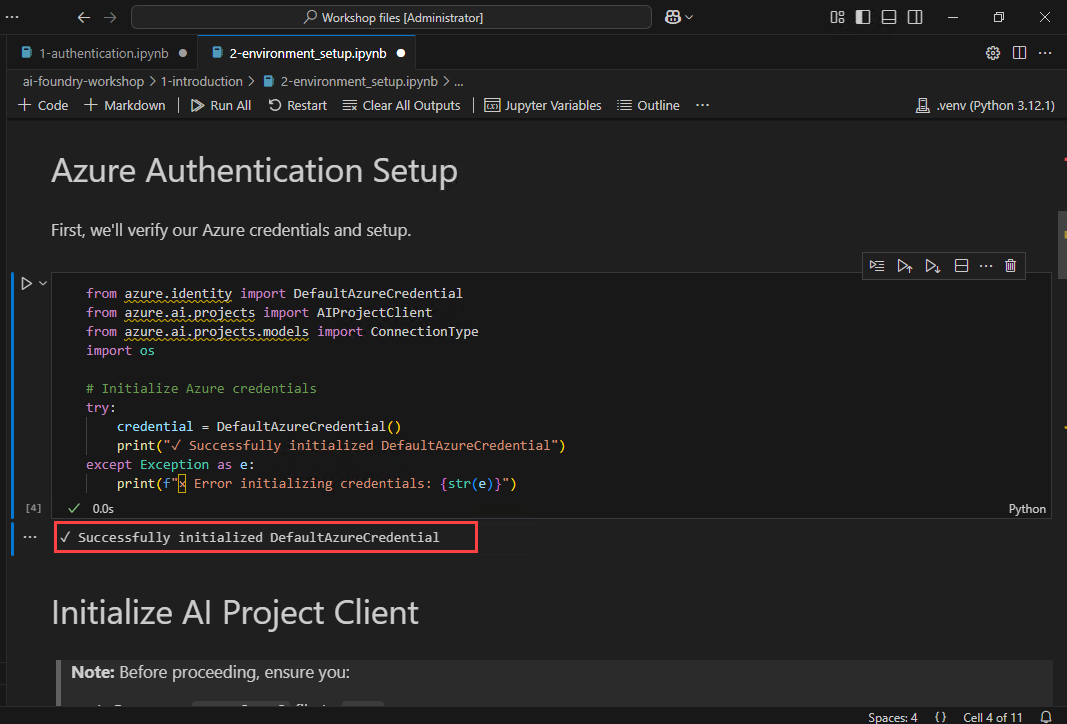 Workshop files [Administrator]
1-authentication.ipynb
2-environment_setup.ipynb
ai-foundry-workshop > 1-introduction > 2-environment_setup.ipynb > ...
+ Code + Markdown | Run All Restart Clear All Outputs | Jupyter Variables Outline ... .venv (Python 3.12.1)
Azure Authentication Setup
First, we'll verify our Azure credentials and setup.
from azure.identity import DefaultAzureCredential
from azure.ai.projects import AIProjectClient
from azure.ai.projects.models import ConnectionType
import os
# Initialize Azure credentials
try:
credential = DefaultAzureCredential()
print("✓ Successfully initialized DefaultAzureCredential")
except Exception as e:
print(f"× Error initializing credentials: {str(e)}")
[4] ✓ 0.0s Python
✓ Successfully initialized DefaultAzureCredential
Initialize AI Project Client
Note: Before proceeding, ensure you:
Spaces: 4 {} Cell 4 of 11